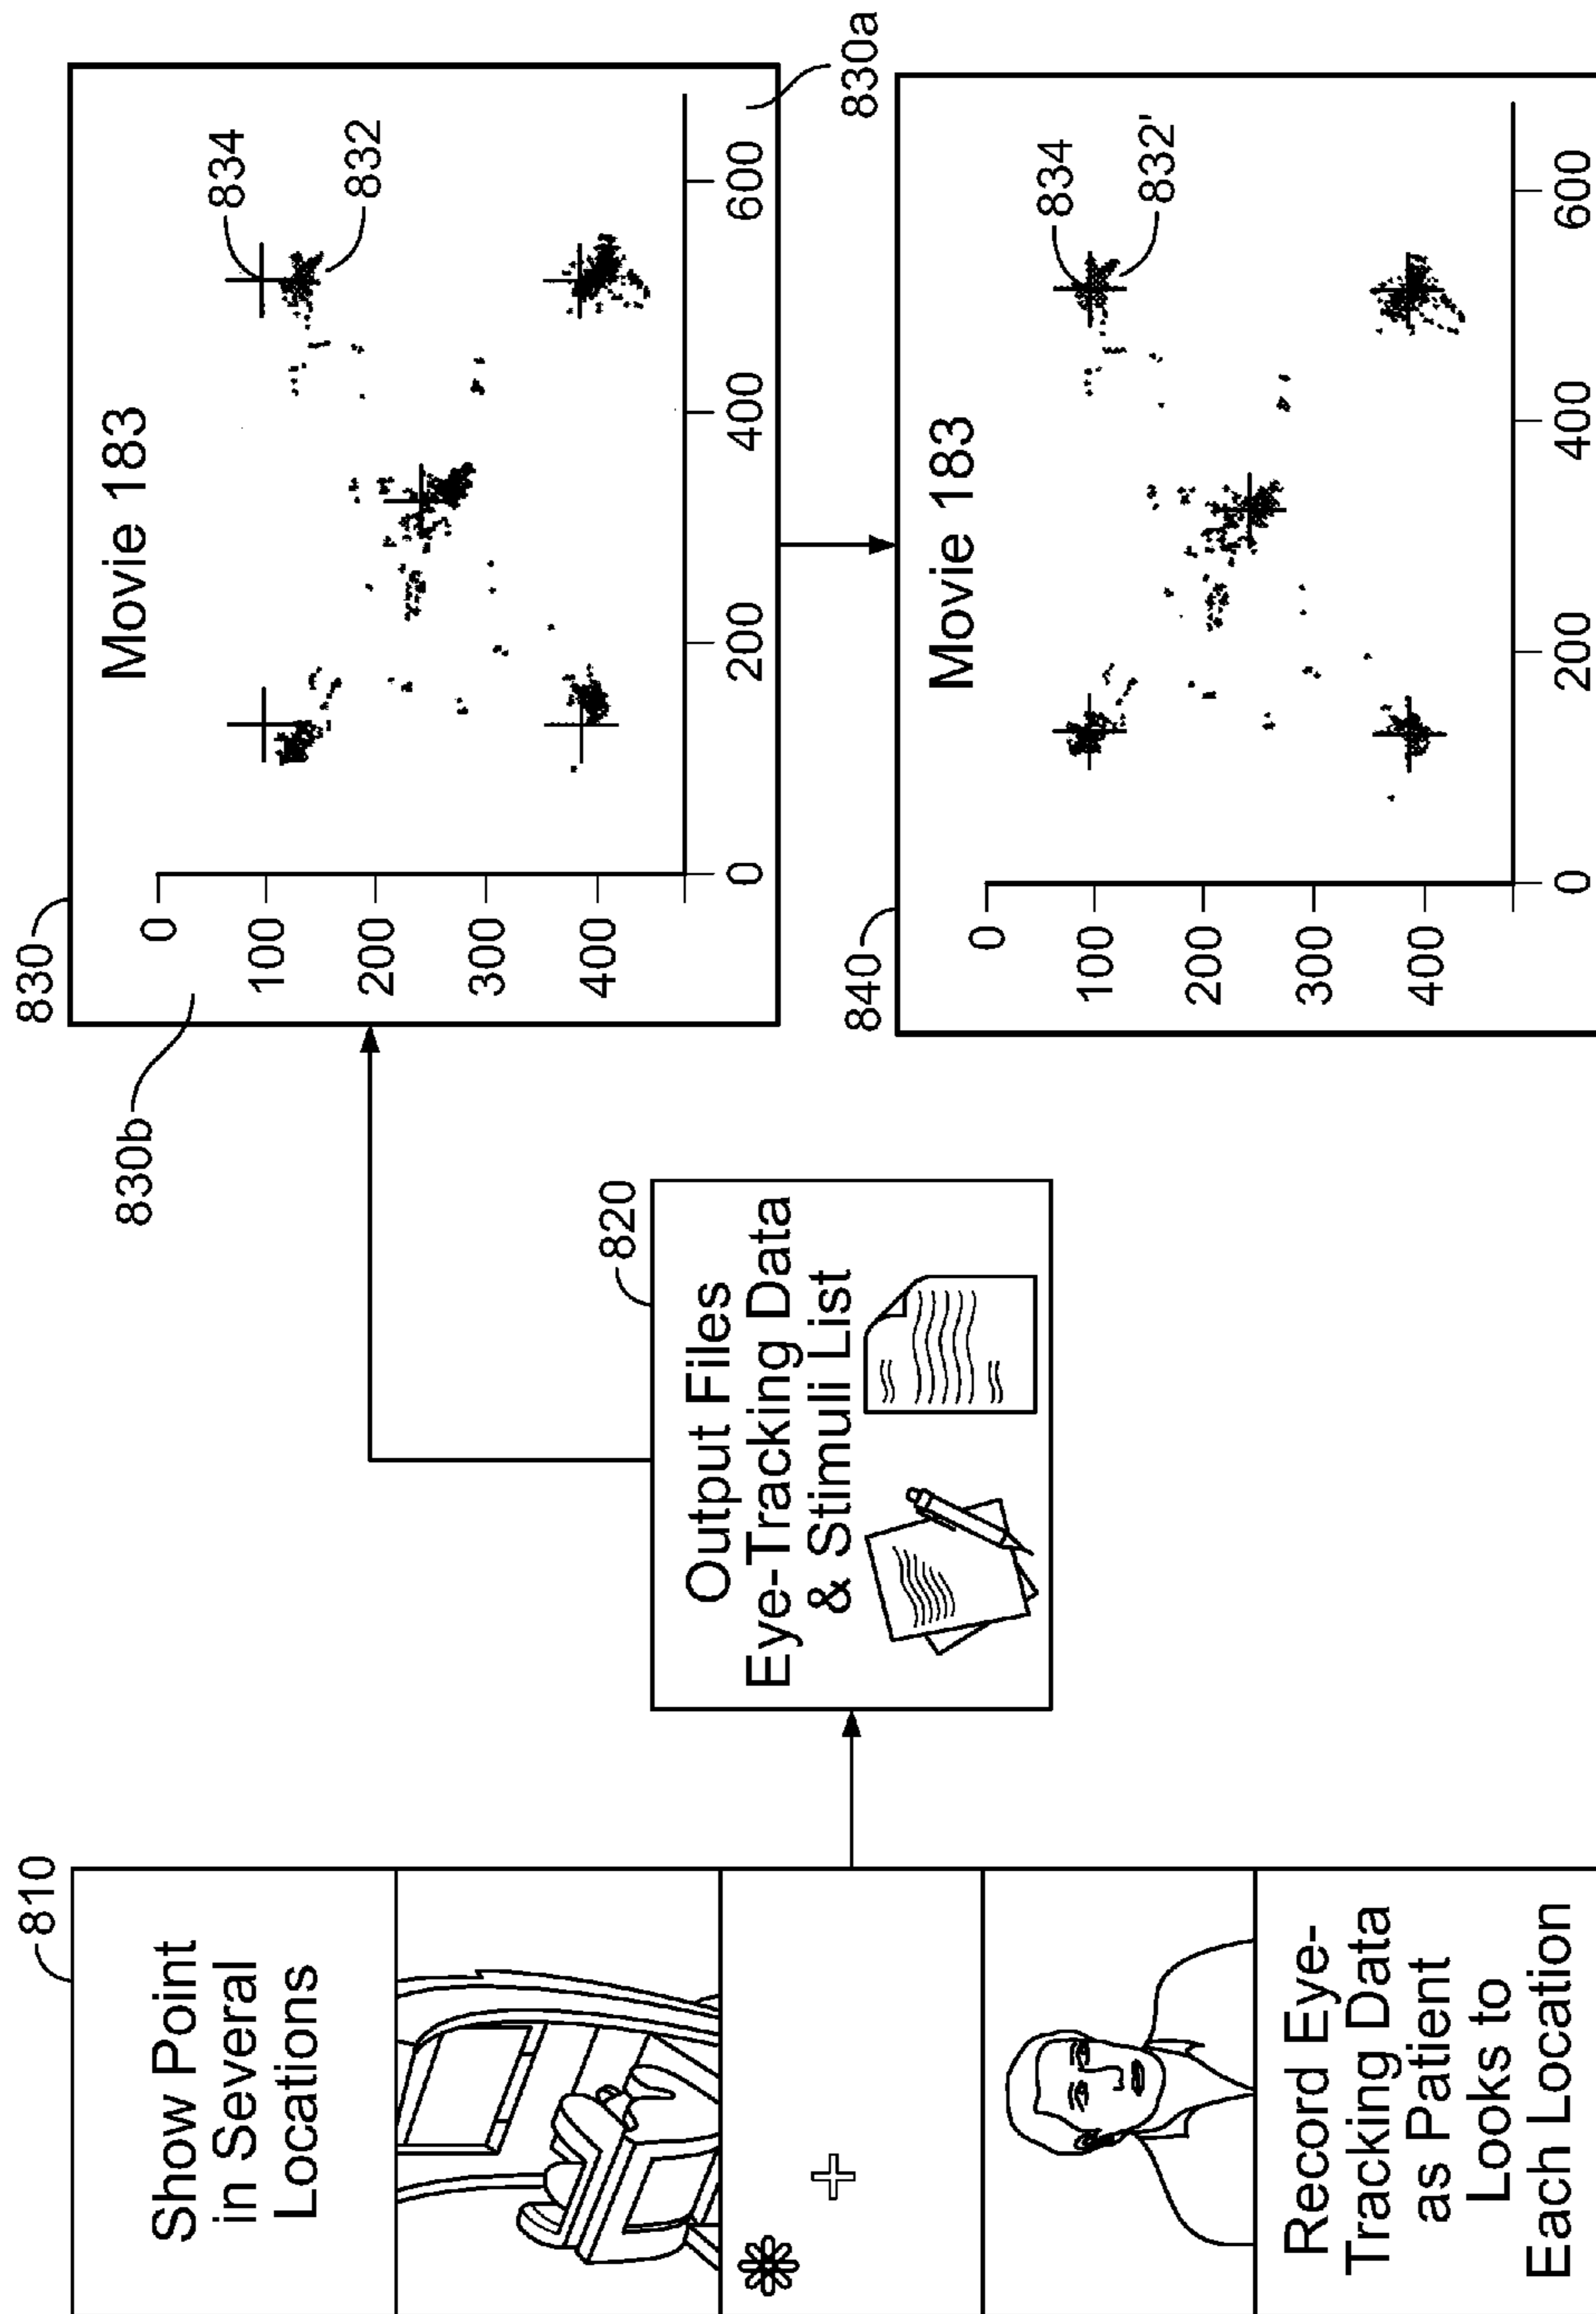 810
Show Point
in Several
Locations
Record Eye-
Tracking Data
as Patient
Looks to
Each Location
820
Output Files
Eye-Tracking Data
& Stimuli List
830
830b
Movie 183
0
100
200
300
400
0
200
400
600
834
832
830a
840
Movie 183
0
100
200
300
400
0
200
400
600
834
832'